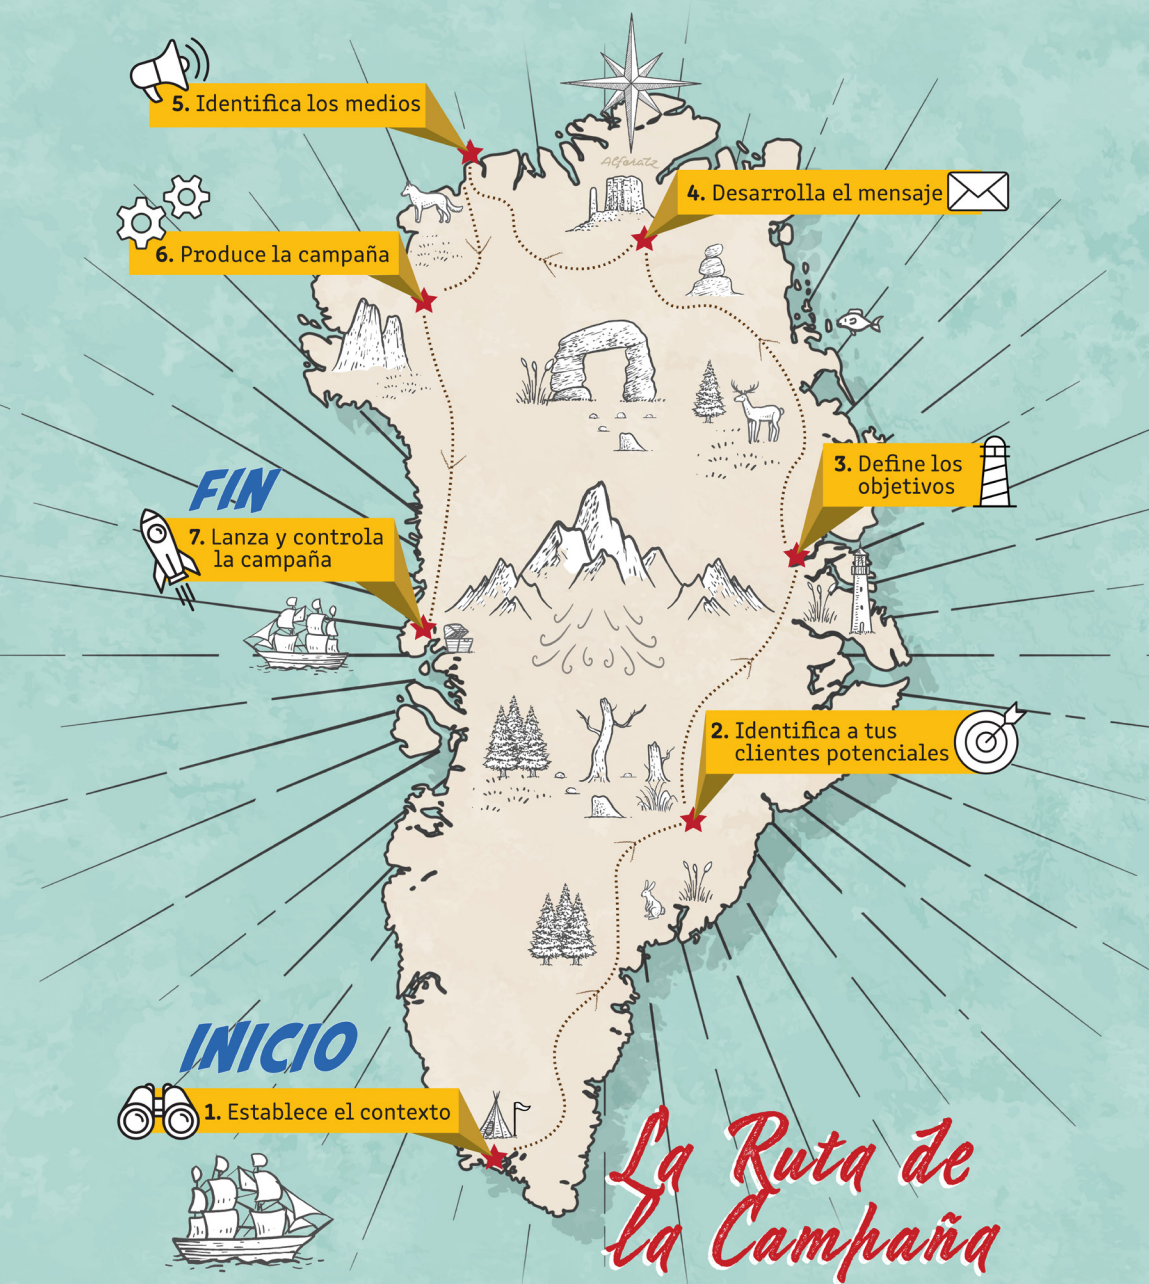 Alforatz
5. Identifica los medios
4. Desarrolla el mensaje
6. Produce la campaña
3. Define los
objetivos
FIN
7. Lanza y controla
la campaña
2. Identifica a tus
clientes potenciales
INICIO
1. Establece el contexto
La Ruta de
la Campaña